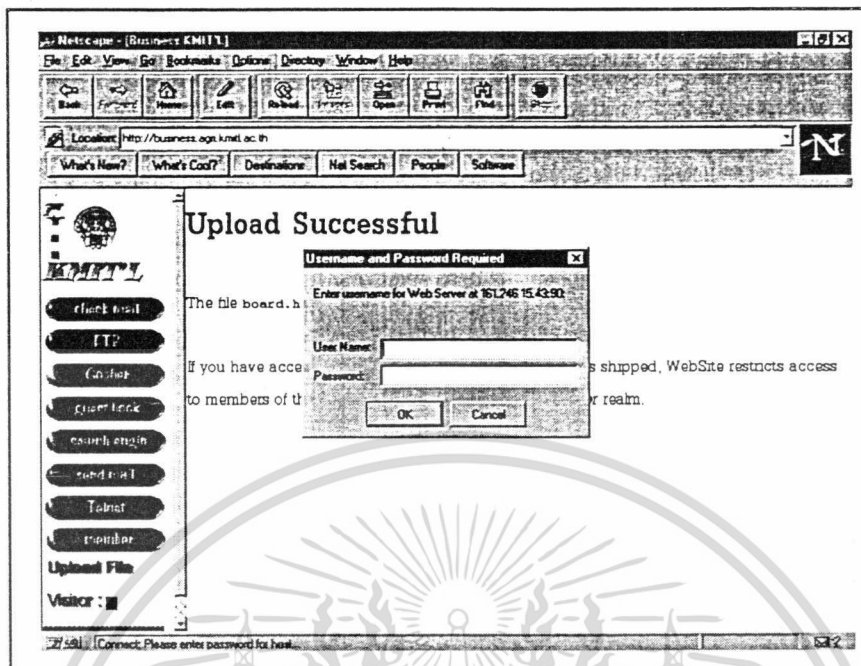 Netscape - [Business KMIT'L]
File Edit View Go Bookmarks Options Directory Window Help
Back Forward Home Edit Reload Images Open Print Find Stop
Location: http://business.agn.kmitl.ac.th
What's New? What's Cool? Destinations Net Search People Software
N
KMIT'L
check mail
FTP
Gopher
guest book
search engin
send mail
Telnet
member
Upload File
Visitor :
Upload Successful
The file board.h
If you have acce
s shipped, WebSite restricts access
to members of th
or realm.
Username and Password Required
Enter username for Web Server at 161.246.15.43:90:
User Name:
Password:
OK Cancel
Connect: Please enter password for host...